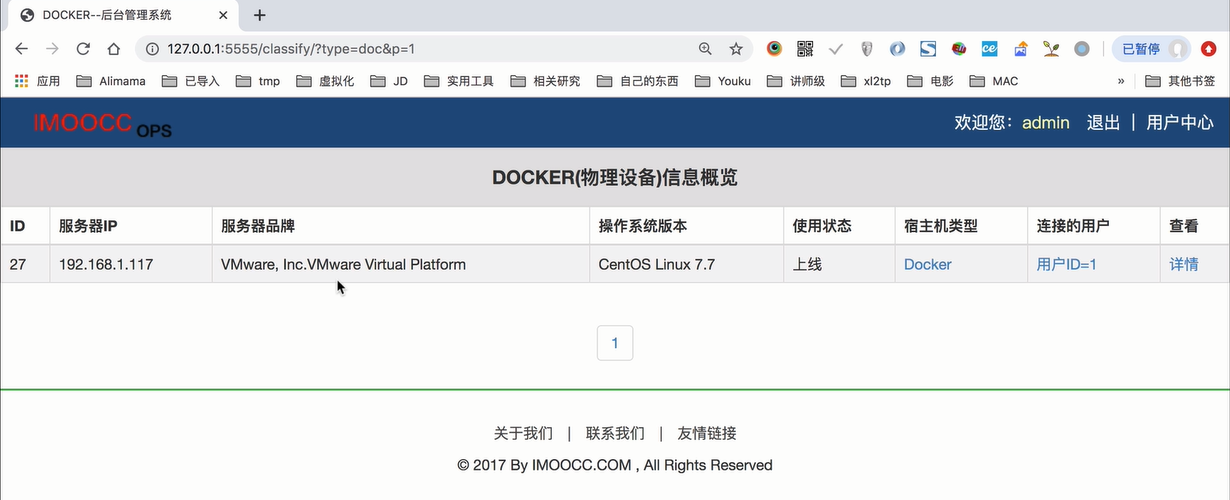 DOCKER--后台管理系统
127.0.0.1:5555/classify/?type=doc&p=1
已暂停
应用 Alimama 已导入 tmp 虚拟化 JD 实用工具 相关研究 自己的东西 Youku 讲师级 xl2tp 电影 MAC » 其他书签
IMOOCC OPS
欢迎您：admin 退出 | 用户中心
DOCKER(物理设备)信息概览
ID 服务器IP 服务器品牌 操作系统版本 使用状态 宿主机类型 连接的用户 查看
27 192.168.1.117 VMware, Inc.VMware Virtual Platform CentOS Linux 7.7 上线 Docker 用户ID=1 详情
1
关于我们 | 联系我们 | 友情链接
© 2017 By IMOOCC.COM , All Rights Reserved